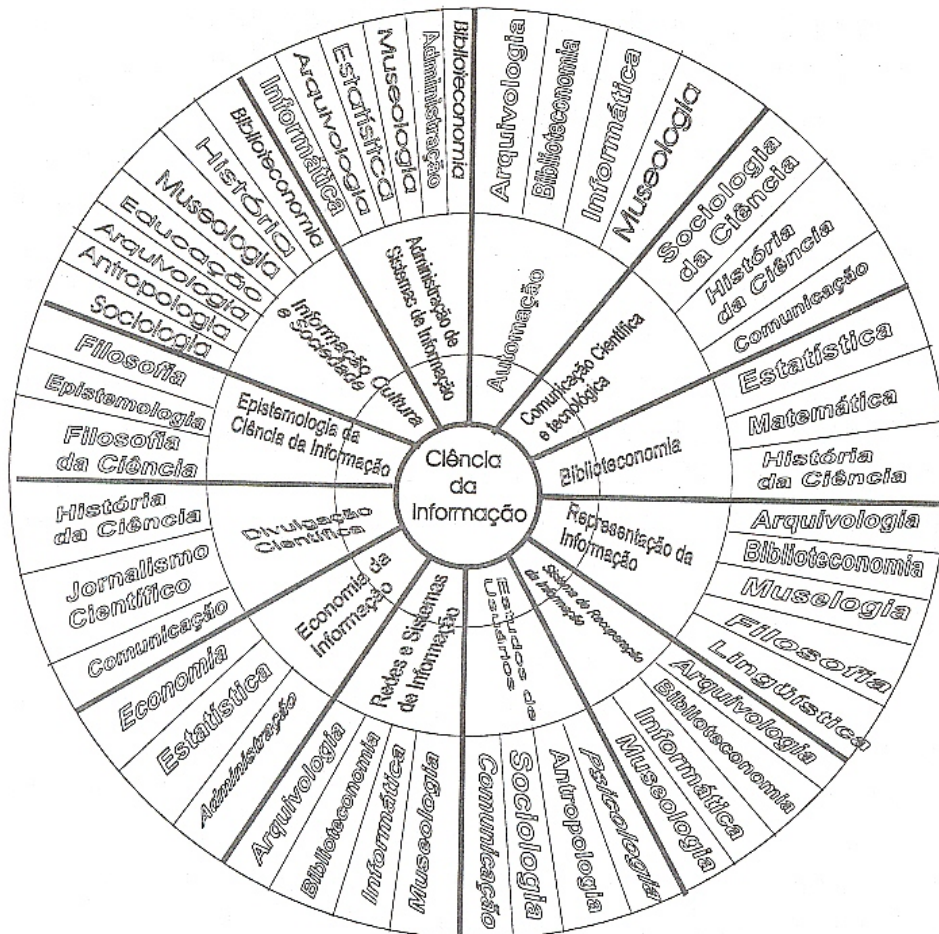 Ciência
da
Informação
Automação
Arquivologia
Biblioteconomia
Informática
Museologia
Comunicação Científica
e tecnológica
Sociologia
da Ciência
História
da Ciência
Comunicação
Biblioteconomia
Estatística
Matemática
História
da Ciência
Representação da
Informação
Arquivologia
Biblioteconomia
Muselogia
Filosofia
Lingüística
Sistema de Recuperação
da Informação
Arquivologia
Biblioteconomia
Informática
Museologia
Estudos de
Usuários
Psicologia
Antropologia
Sociologia
Comunicação
Redes e Sistemas
da Informação
Museologia
Informática
Biblioteconomia
Arquivologia
Economia da
Informtação
Administração
Estatística
Economia
Divulgação
Científica
Comunicação
Jornalismo
Científico
História
da Ciência
Epistemologia da
Ciência da Informação
Filosofia
da Ciência
Epistemologia
Filosofia
Informação Cultura
e Sociedade
Sociologia
Antropologia
Arquivologia
Educação
Museologia
História
Biblioteconomia
Administração de
Sistemas de Informação
Informática
Arquivologia
Estatísitca
Museologia
Administração
Biblioteconomia